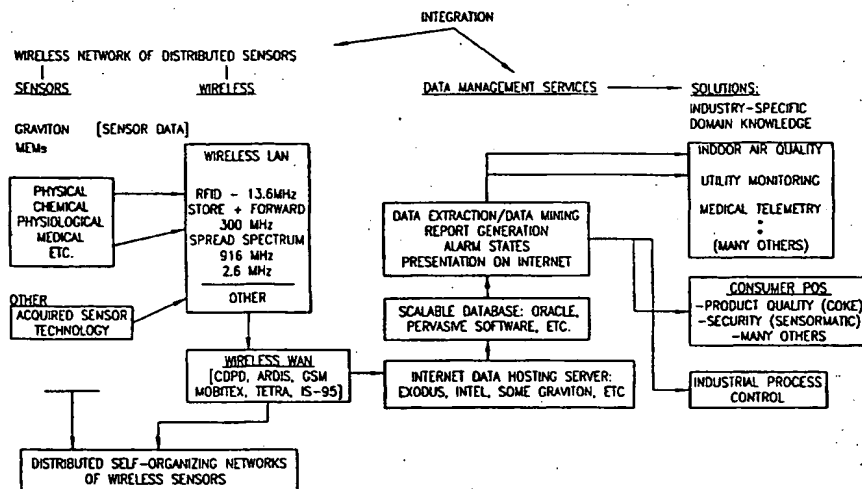 INTEGRATION
WIRELESS NETWORK OF DISTRIBUTED SENSORS
SENSORS
WIRELESS
DATA MANAGEMENT SERVICES
SOLUTIONS:
INDUSTRY-SPECIFIC
DOMAIN KNOWLEDGE
GRAVITON
MEMs
[SENSOR DATA]
PHYSICAL
CHEMICAL
PHYSIOLOGICAL
MEDICAL
ETC.
OTHER
ACQUIRED SENSOR
TECHNOLOGY
WIRELESS LAN
RFID - 13.6MHz
STORE + FORWARD
300 MHz
SPREAD SPECTRUM
916 MHz
2.6 MHz
OTHER
WIRELESS WAN
[CDPD, ARDIS, GSM
MOBITEX, TETRA, IS-95]
DISTRIBUTED SELF-ORGANIZING NETWORKS
OF WIRELESS SENSORS
DATA EXTRACTION/DATA MINING
REPORT GENERATION
ALARM STATES
PRESENTATION ON INTERNET
SCALABLE DATABASE: ORACLE,
PERVASIVE SOFTWARE, ETC.
INTERNET DATA HOSTING SERVER:
EXODUS, INTEL, SOME GRAVITON, ETC
INDOOR AIR QUALITY
UTILITY MONITORING
MEDICAL TELEMETRY
(MANY OTHERS)
CONSUMER POS
-PRODUCT QUALITY (COKE)
-SECURITY (SENSORMATIC)
-MANY OTHERS
INDUSTRIAL PROCESS
CONTROL